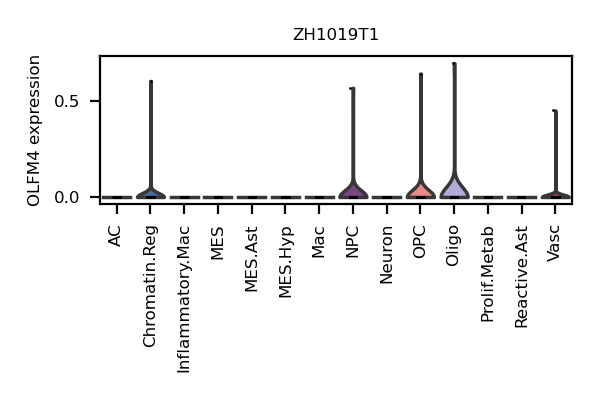 ZH1019T1
OLFM4 expression
0.5
0.0
AC
Chromatin.Reg
Inflammatory.Mac
MES
MES.Ast
MES.Hyp
Mac
NPC
Neuron
OPC
Oligo
Prolif.Metab
Reactive.Ast
Vasc